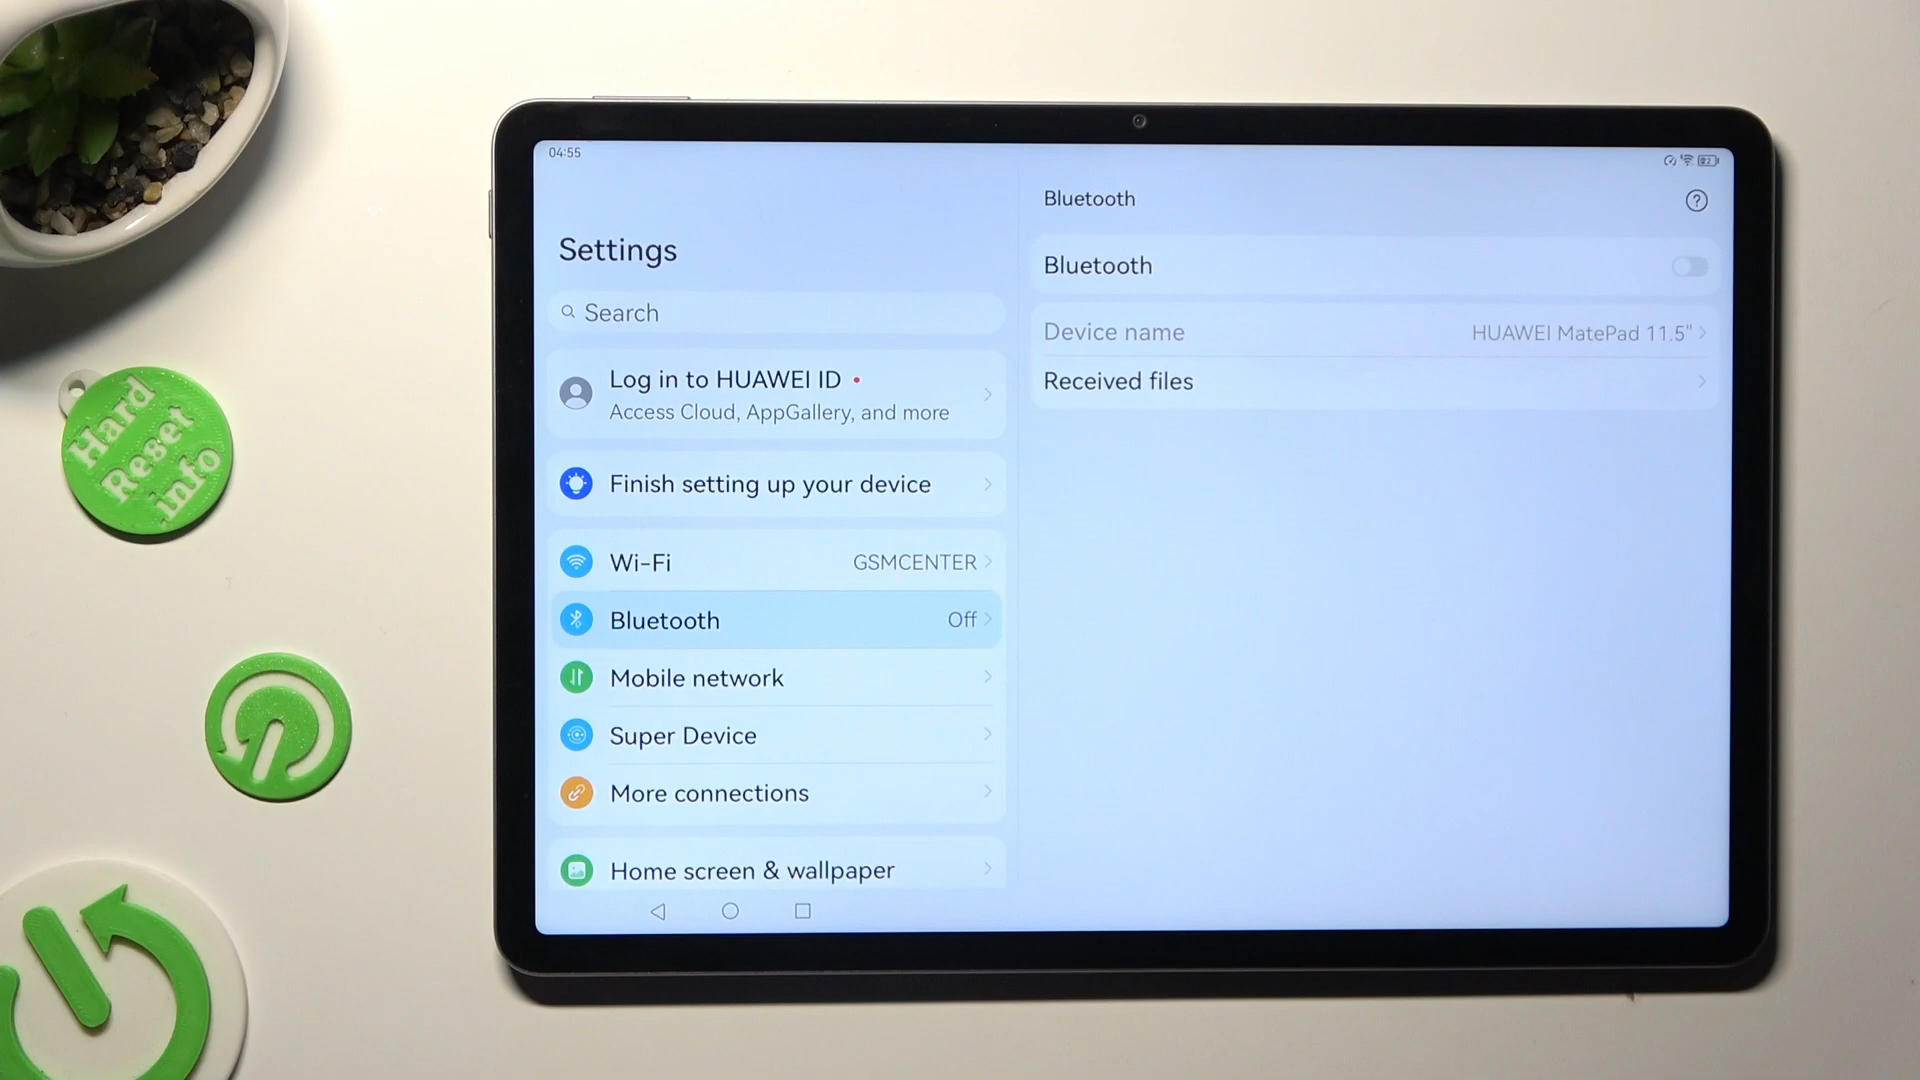 04:55
Settings
Search
Log in to HUAWEI ID
Access Cloud, AppGallery, and more
Finish setting up your device
Wi-Fi GSMCENTER
Bluetooth Off
Mobile network
Super Device
More connections
Home screen & wallpaper
Bluetooth
?
Bluetooth
Device name HUAWEI MatePad 11.5"
Received files
Hard
Reset
info